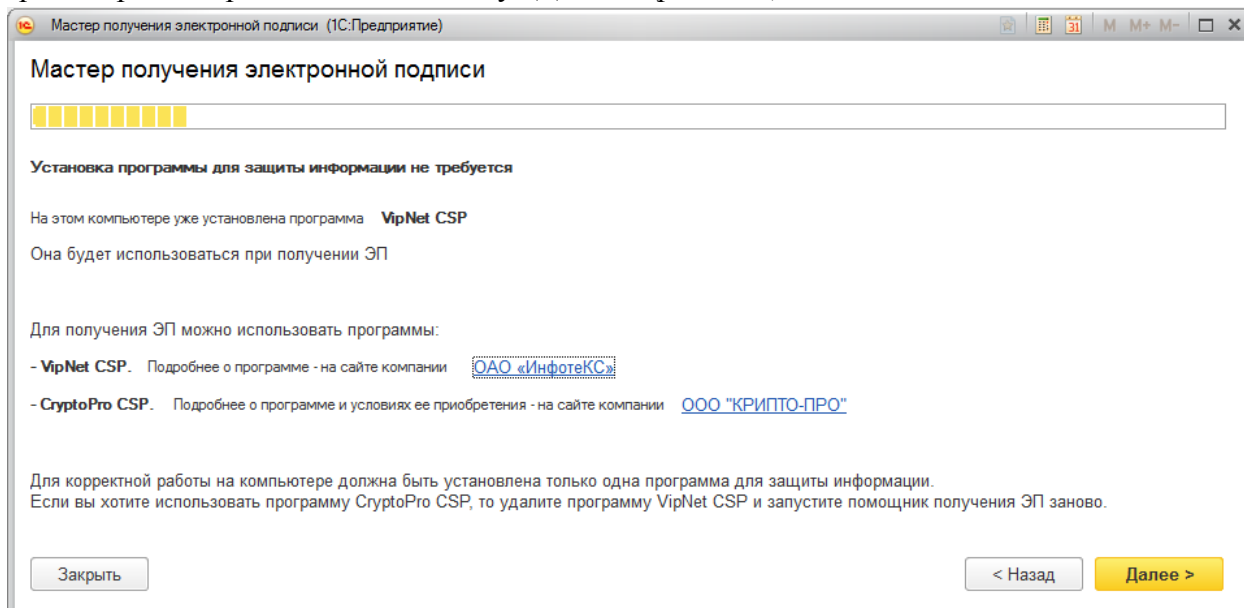 Мастер получения электронной подписи (1С:Предприятие)
31 M M+ M-
Мастер получения электронной подписи
Установка программы для защиты информации не требуется
На этом компьютере уже установлена программа VipNet CSP
Она будет использоваться при получении ЭП
Для получения ЭП можно использовать программы:
- VipNet CSP. Подробнее о программе - на сайте компании ОАО «ИнфотеКС»
- CryptoPro CSP. Подробнее о программе и условиях ее приобретения - на сайте компании ООО "КРИПТО-ПРО"
Для корректной работы на компьютере должна быть установлена только одна программа для защиты информации.
Если вы хотите использовать программу CryptoPro CSP, то удалите программу VipNet CSP и запустите помощник получения ЭП заново.
Закрыть
< Назад
Далее >